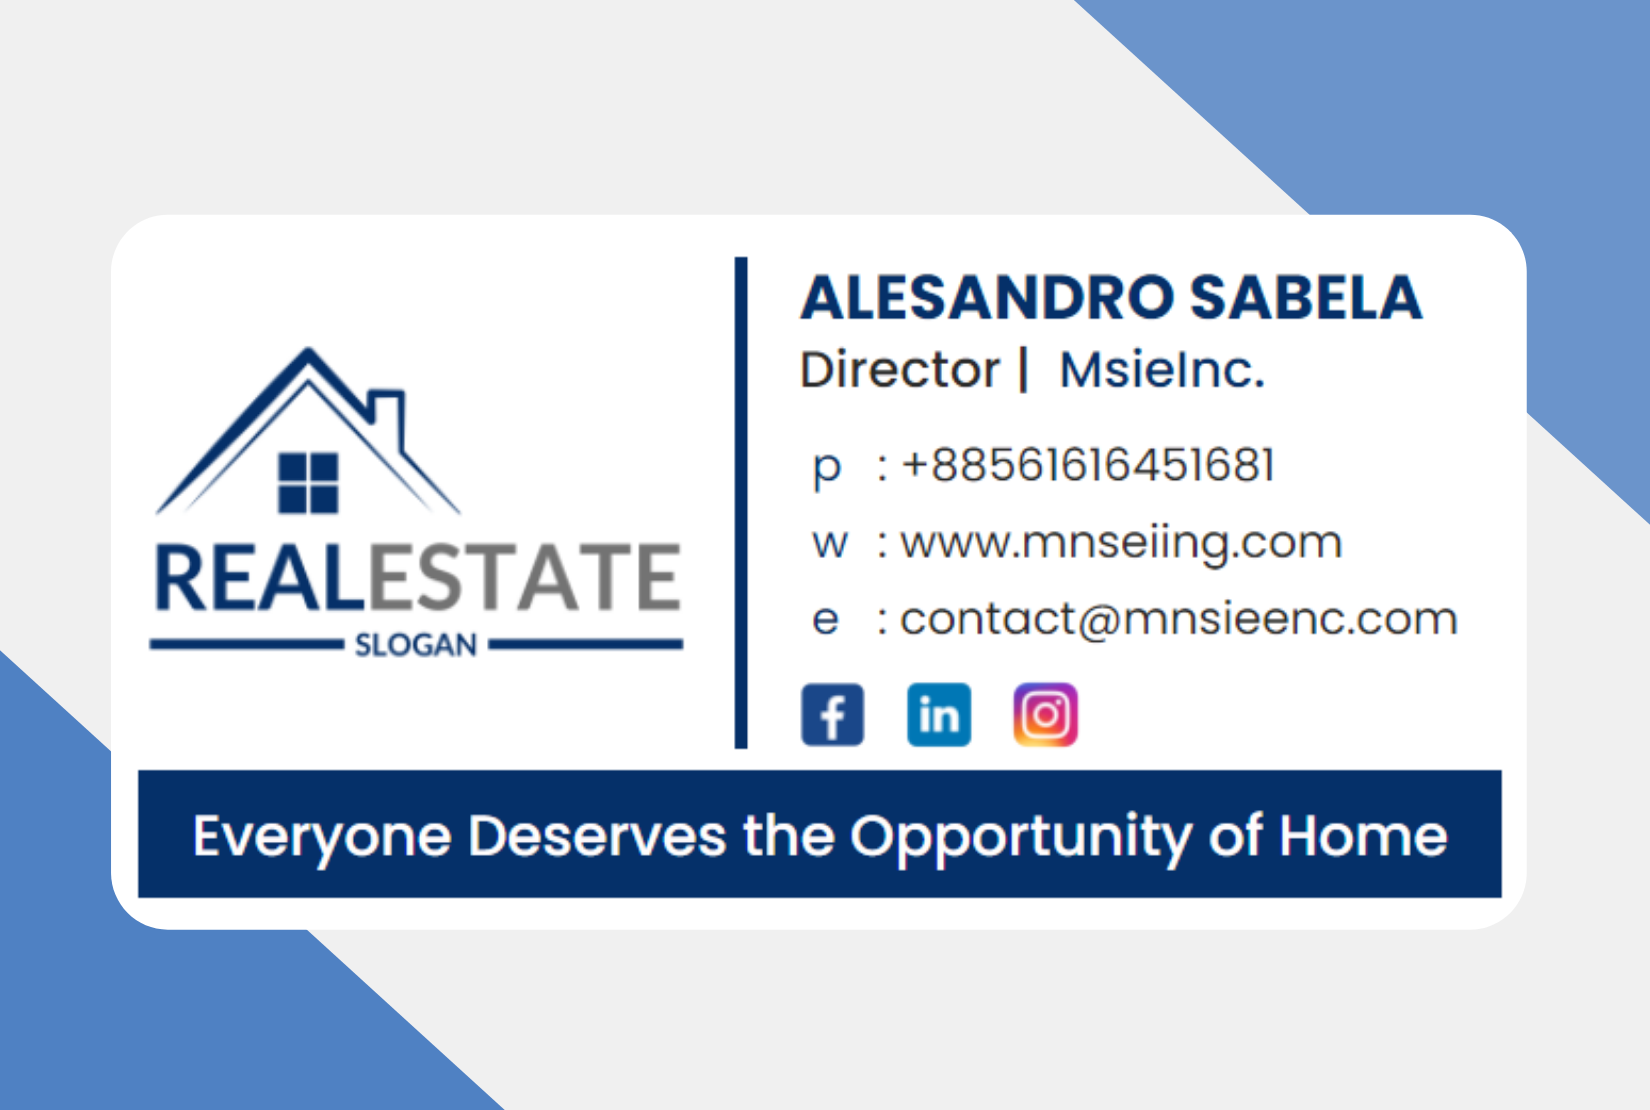 REALESTATE
SLOGAN
ALESANDRO SABELA
Director | MsieInc.
p : +88561616451681
w : www.mnseiing.com
e : contact@mnsieenc.com
f in
Everyone Deserves the Opportunity of Home